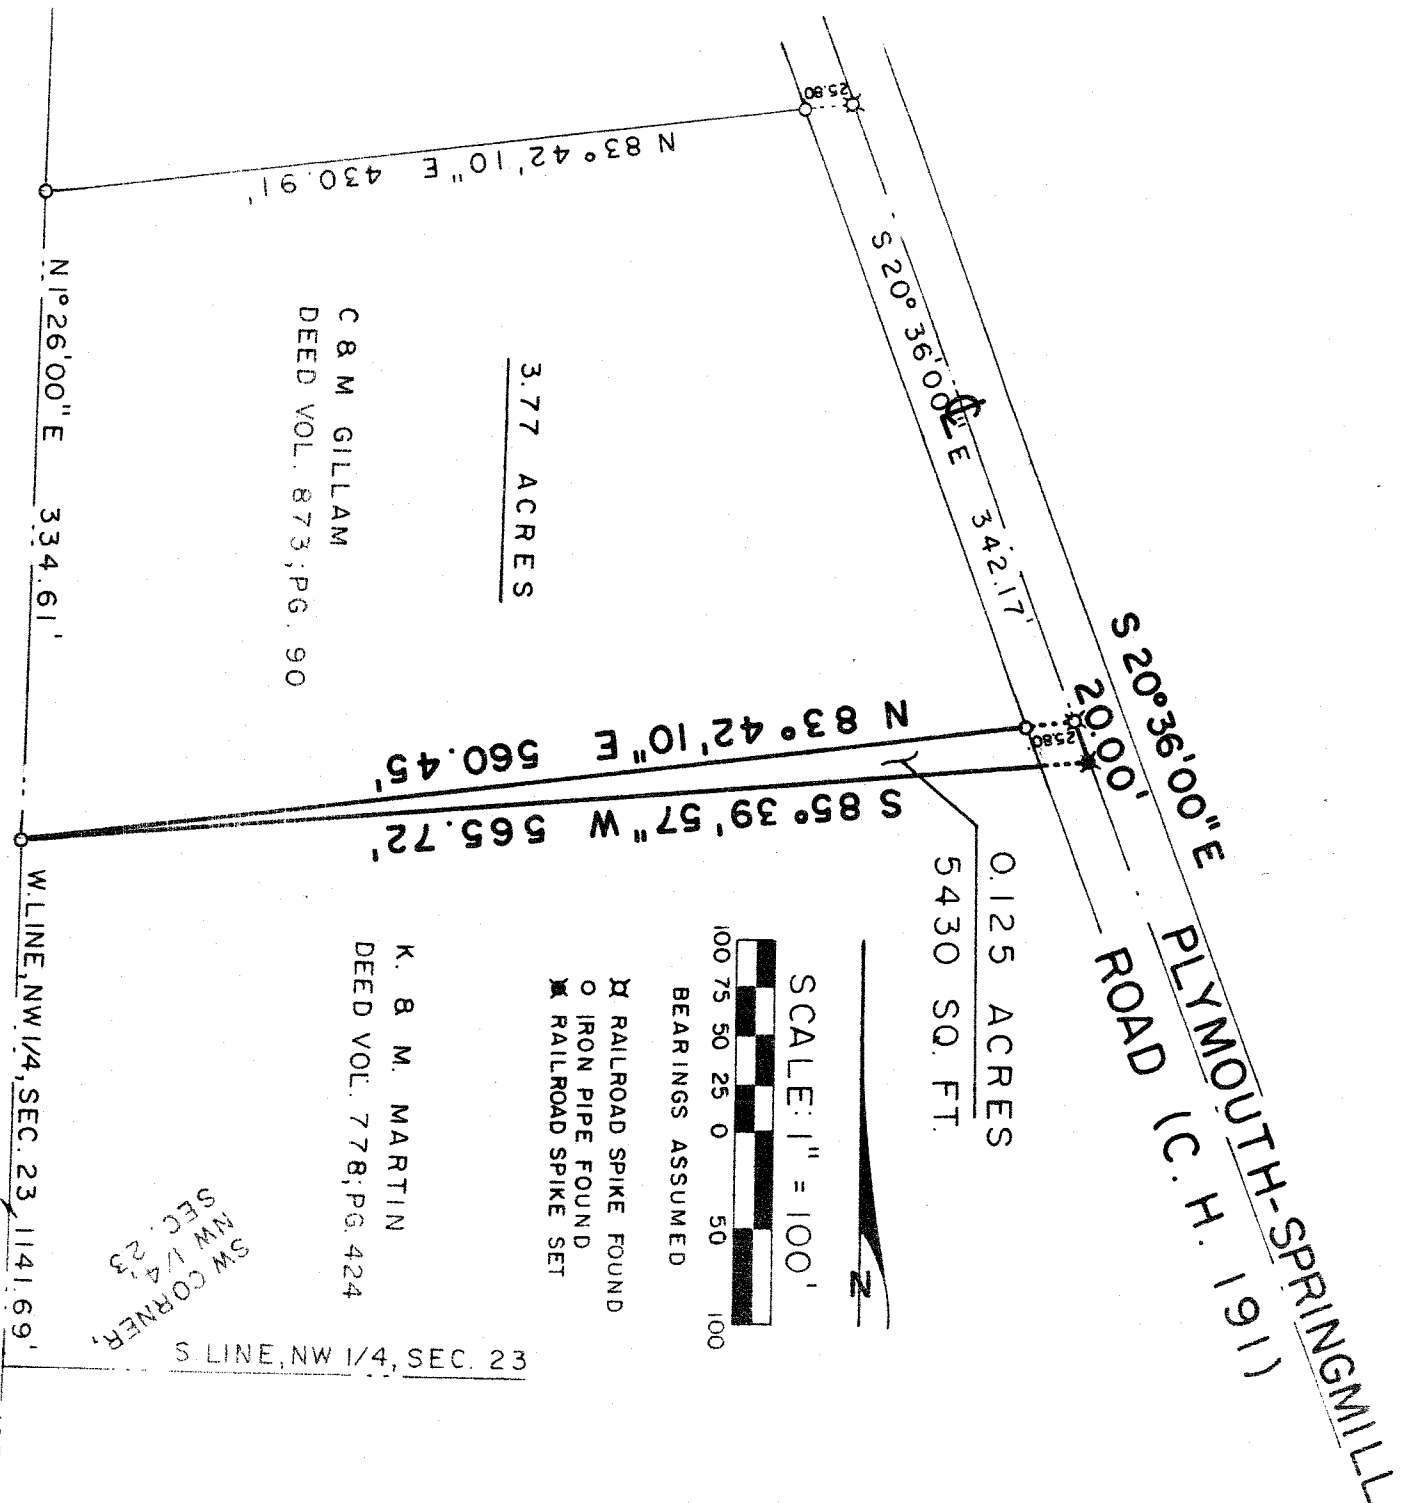 25.80
N 83° 42' 10" E 430.91'
N 1° 26' 00" E 334.61'
C & M GILLAM
DEED VOL. 873; PG. 90
3.77 ACRES
S 20° 36' 00" E 342.17'
℄
S 20° 36' 00" E
20.00'
25.80
N 83° 42' 10" E 560.45'
S 85° 39' 57" W 565.72'
0.125 ACRES
5430 SQ. FT.
PLYMOUTH-SPRINGMILL
ROAD (C. H. 191)
N
SCALE: 1" = 100'
100 75 50 25 0 50 100
BEARINGS ASSUMED
RAILROAD SPIKE FOUND
O IRON PIPE FOUND
RAILROAD SPIKE SET
K. & M. MARTIN
DEED VOL. 778; PG. 424
W. LINE, NW 1/4, SEC. 23 1141.69'
SW CORNER,
NW 1/4,
SEC. 23
S LINE, NW 1/4, SEC. 23